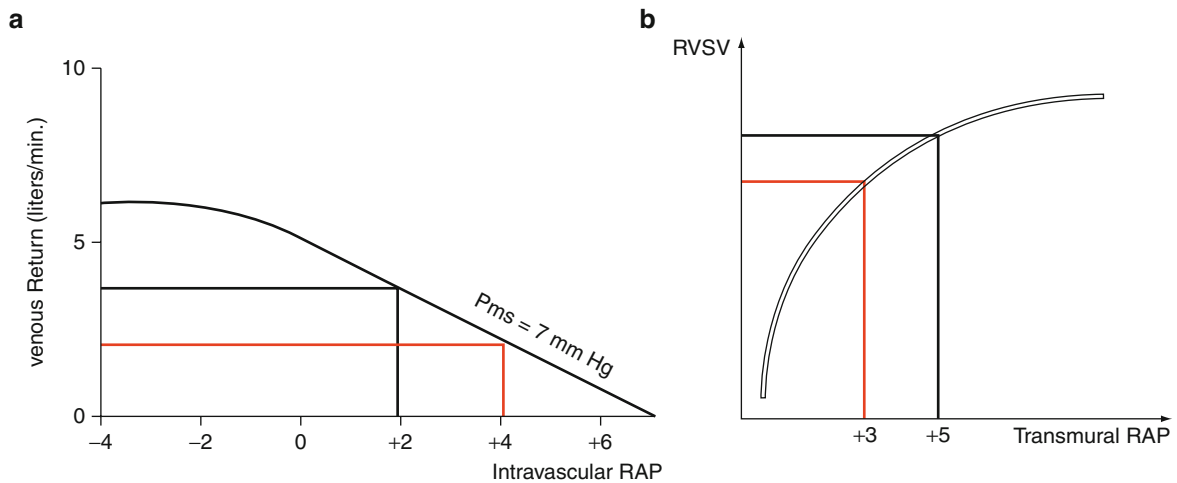 a
10
5
0
venous Return (liters/min.)
Pms = 7 mm Hg
–4
–2
0
+2
+4
+6
Intravascular RAP
b
RVSV
+3
+5
Transmural RAP